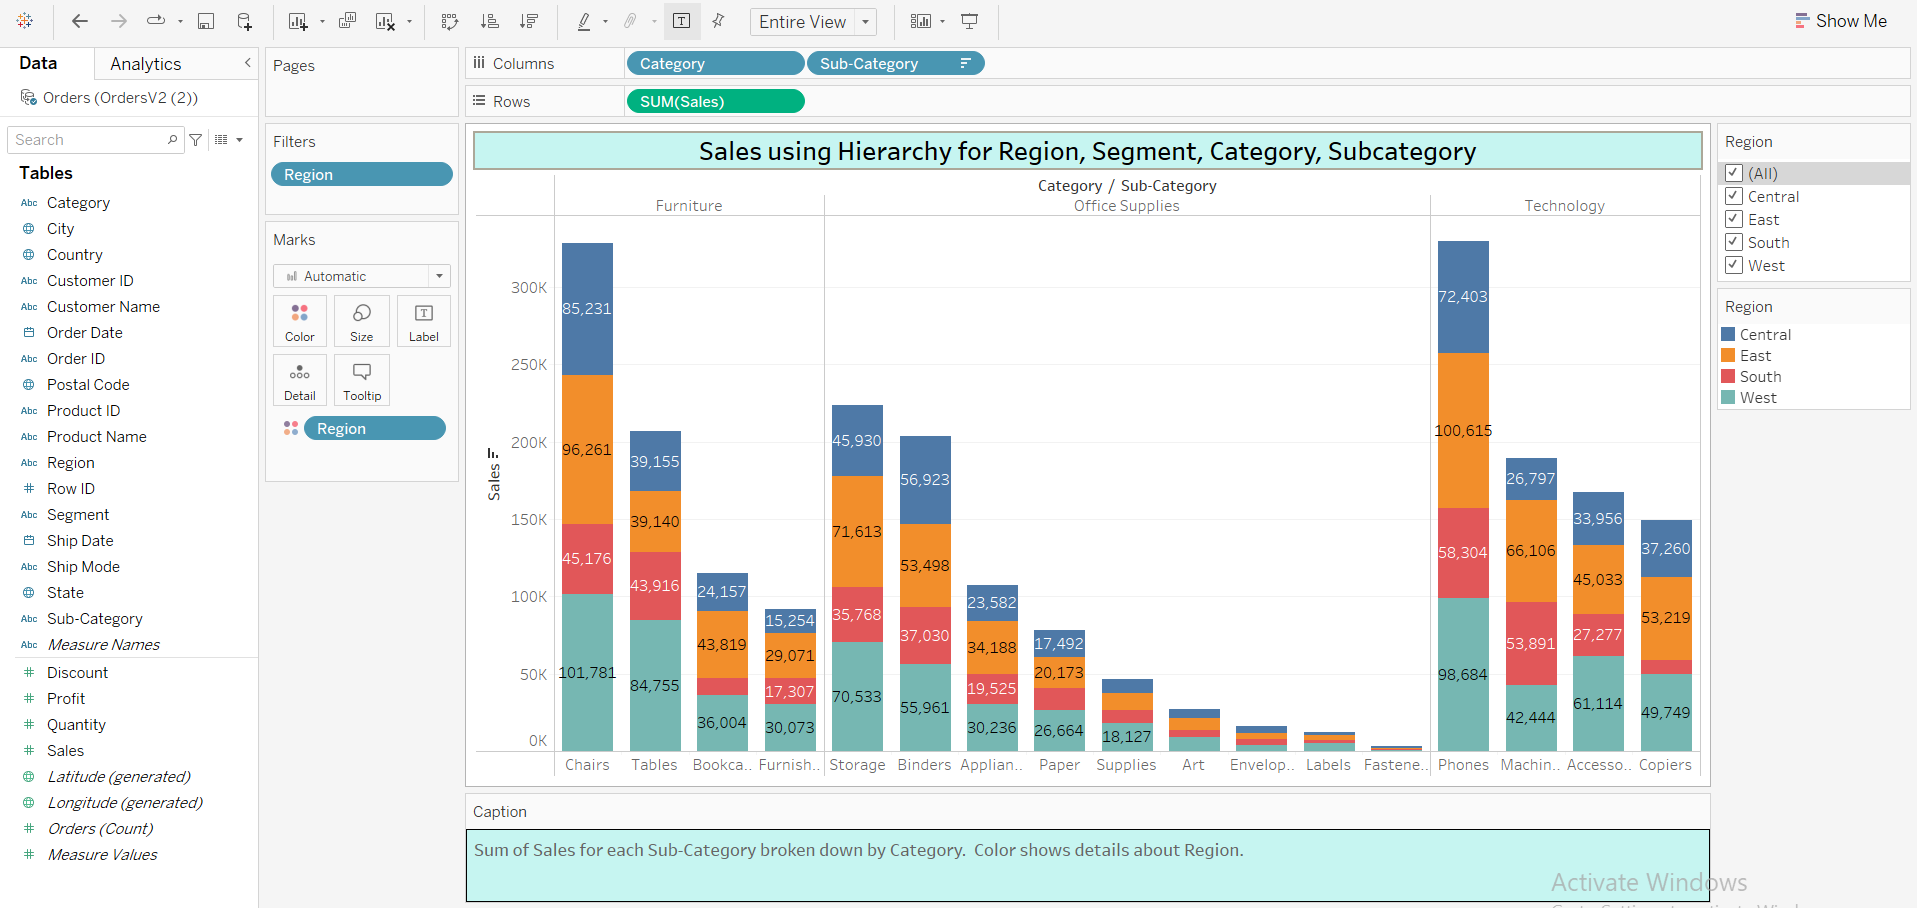 Entire View
Show Me
Data
Analytics
Orders (OrdersV2 (2))
Search
Tables
Abc Category
City
Country
Abc Customer ID
Abc Customer Name
Order Date
Abc Order ID
Postal Code
Abc Product ID
Abc Product Name
Abc Region
# Row ID
Abc Segment
Ship Date
Abc Ship Mode
State
Abc Sub-Category
Abc Measure Names
# Discount
# Profit
# Quantity
# Sales
Latitude (generated)
Longitude (generated)
# Orders (Count)
# Measure Values
Pages
Filters
Region
Marks
Automatic
Color Size Label
Detail Tooltip
Region
Columns Category Sub-Category
Rows SUM(Sales)
Sales using Hierarchy for Region, Segment, Category, Subcategory
Category / Sub-Category
Furniture Office Supplies Technology
Sales
300K
250K
200K
150K
100K
50K
0K
85,231
96,261
45,176
101,781
39,155
39,140
43,916
84,755
24,157
43,819
36,004
15,254
29,071
17,307
30,073
45,930
71,613
35,768
70,533
56,923
53,498
37,030
55,961
23,582
34,188
19,525
30,236
17,492
20,173
26,664
18,127
72,403
100,615
58,304
98,684
26,797
66,106
53,891
42,444
33,956
45,033
27,277
61,114
37,260
53,219
49,749
Chairs Tables Bookca.. Furnish.. Storage Binders Applian.. Paper Supplies Art Envelop.. Labels Fastene.. Phones Machin.. Accesso.. Copiers
Caption
Sum of Sales for each Sub-Category broken down by Category. Color shows details about Region.
Region
(All)
Central
East
South
West
Region
Central
East
South
West
Activate Windows